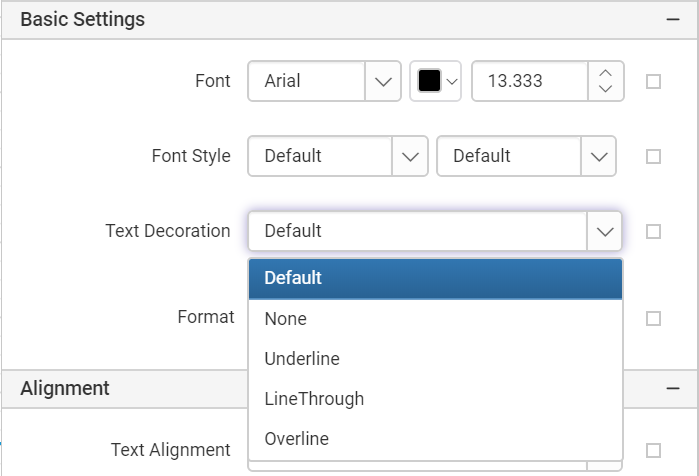 Basic Settings
Font Arial 13.333
Font Style Default Default
Text Decoration Default
Default
Format None
Underline
Alignment LineThrough
Overline
Text Alignment